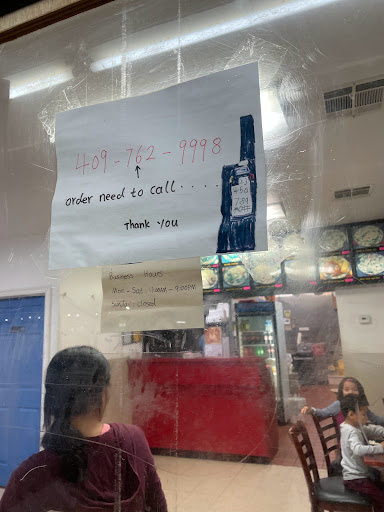 409-762-9998
order need to call.....
Thank You
Business hours
Mon - Sat : 11:00AM - 9:00PM
Sunday : closed